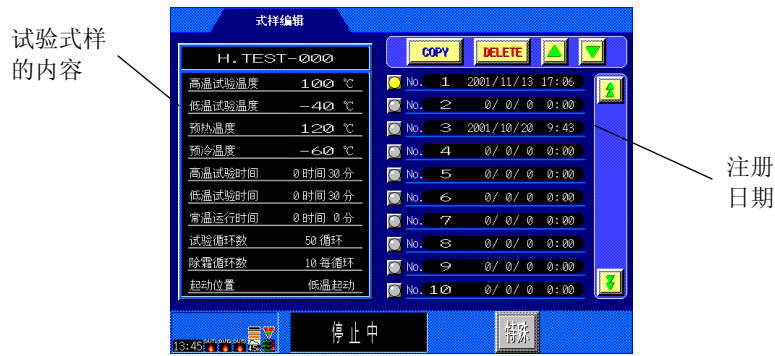 试验式样
的内容
式样编辑
COPY DELETE
H.TEST-000
高温试验温度 100 ℃
低温试验温度 -40 ℃
预热温度 120 ℃
预冷温度 -60 ℃
高温试验时间 0时间30分
低温试验时间 0时间30分
常温运行时间 0时间 0分
试验循环数 50循环
除霜循环数 10每循环
起动位置 低温起动
No. 1 2001/11/13 17:06
No. 2 0/ 0/ 0 0:00
No. 3 2001/10/20 9:43
No. 4 0/ 0/ 0 0:00
No. 5 0/ 0/ 0 0:00
No. 6 0/ 0/ 0 0:00
No. 7 0/ 0/ 0 0:00
No. 8 0/ 0/ 0 0:00
No. 9 0/ 0/ 0 0:00
No. 10 0/ 0/ 0 0:00
注册
日期
13:45
停止中
特殊